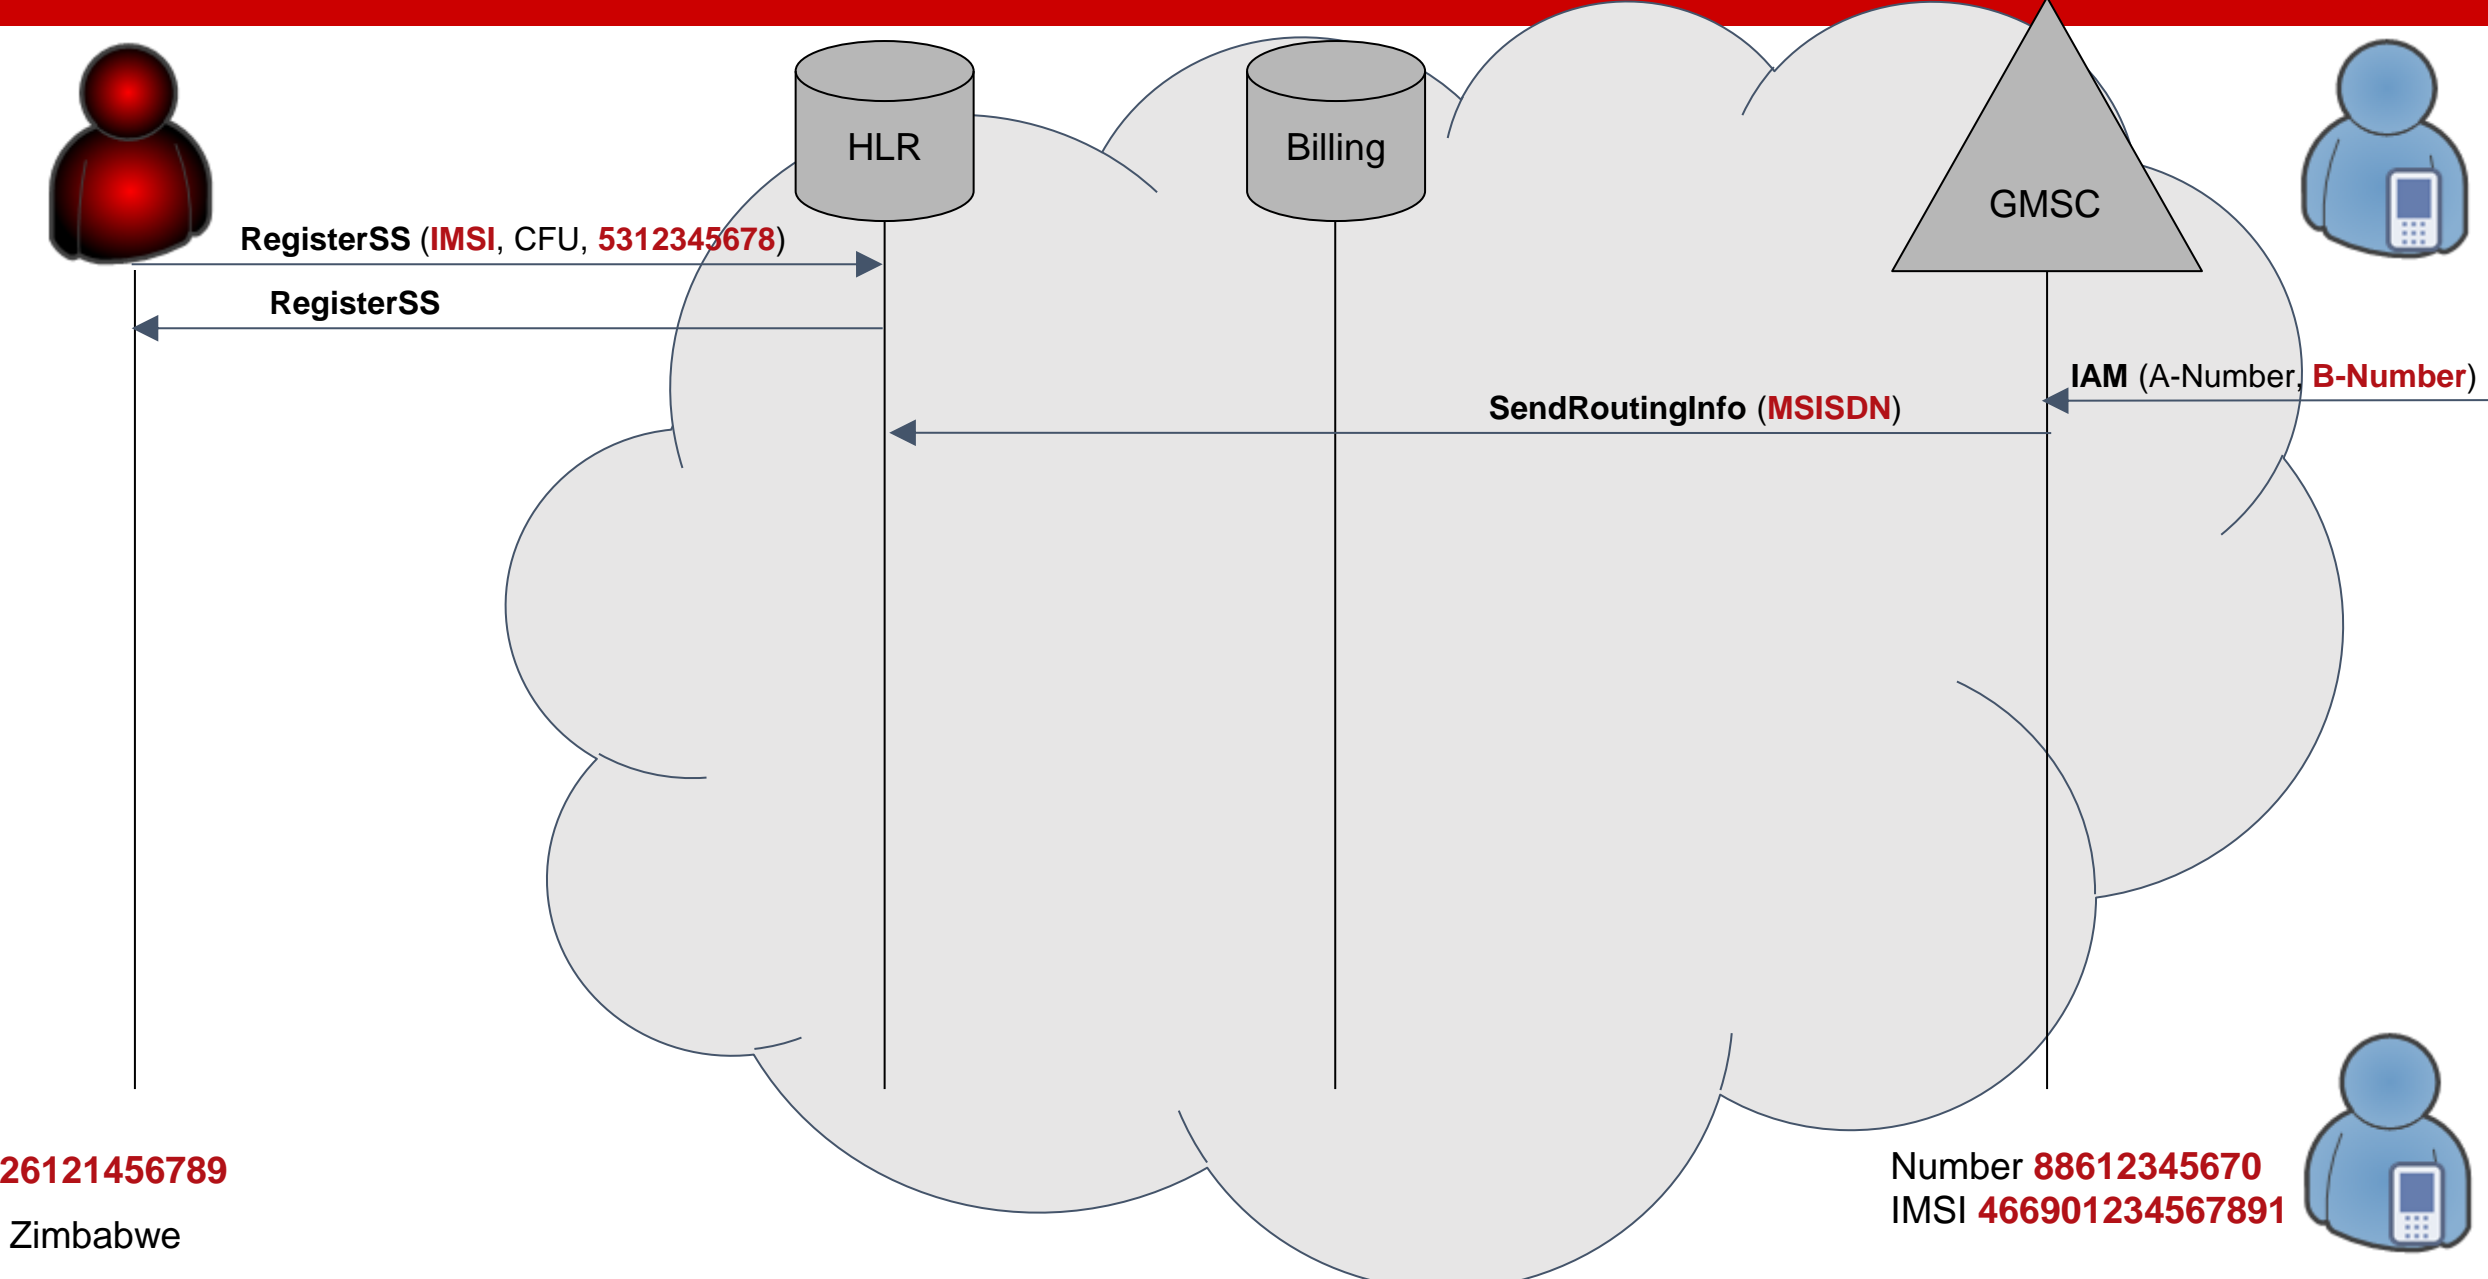 HLR
Billing
GMSC
RegisterSS (IMSI, CFU, 5312345678)
RegisterSS
IAM (A-Number, B-Number)
SendRoutingInfo (MSISDN)
26121456789
Zimbabwe
Number 88612345670
IMSI 466901234567891